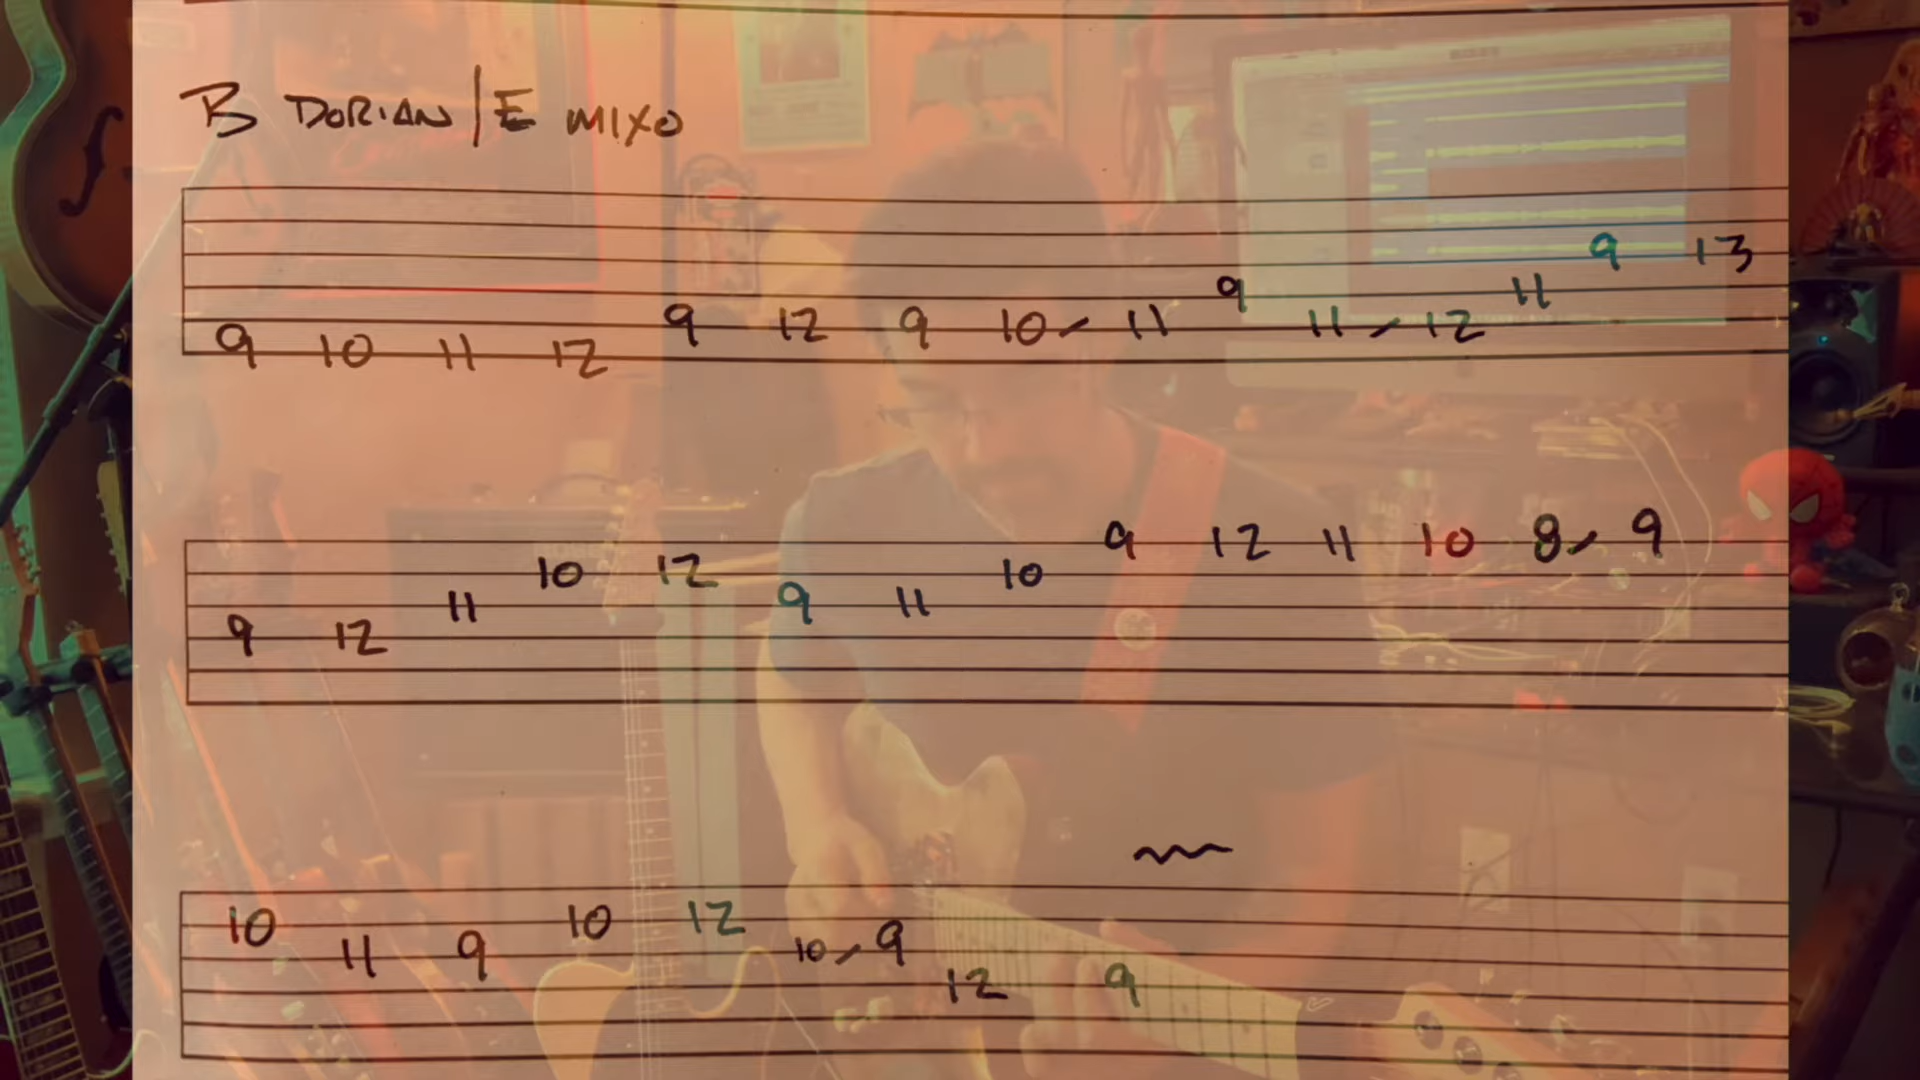 B DORIAN | E MIXO
9 10 11 12 9 12 9 10 / 11 9 11 / 12 11 9 13
9 12 11 10 12 9 11 10 9 12 11 10 8 / 9
10 11 9 10 12 10 / 9 12 9